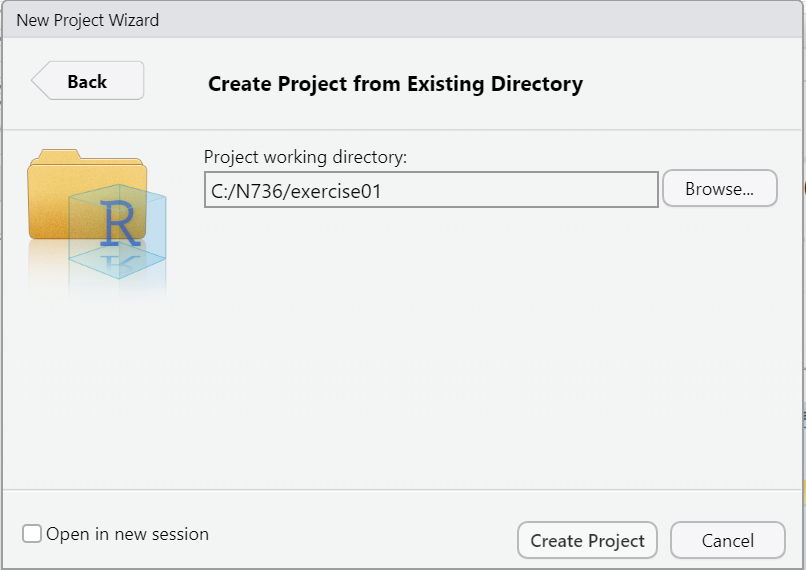 New Project Wizard
Back
Create Project from Existing Directory
Project working directory:
C:/N736/exercise01
Browse...
R
Open in new session
Create Project
Cancel